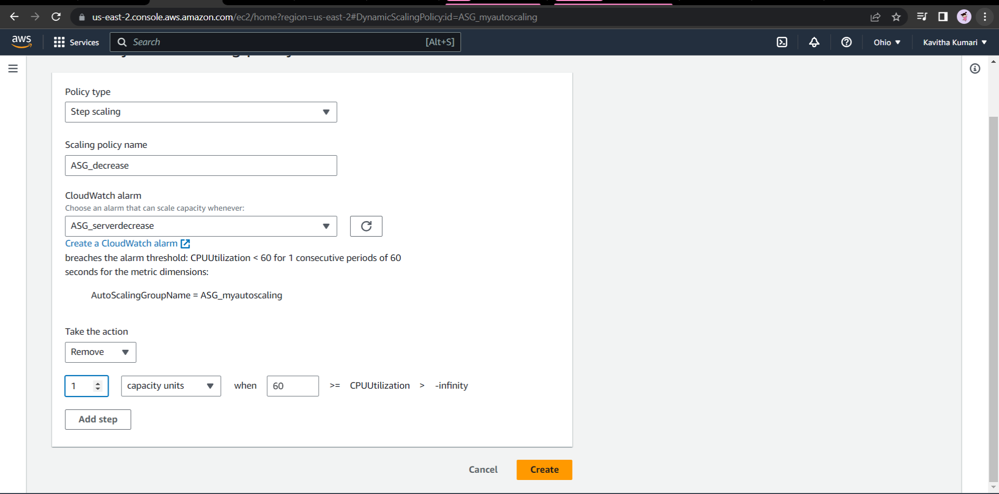 us-east-2.console.aws.amazon.com/ec2/home?region=us-east-2#DynamicScalingPolicy:id=ASG_myautoscaling
aws Services Search [Alt+S] Ohio Kavitha Kumari
Policy type
Step scaling
Scaling policy name
ASG_decrease
CloudWatch alarm
Choose an alarm that can scale capacity whenever:
ASG_serverdecrease
Create a CloudWatch alarm
breaches the alarm threshold: CPUUtilization < 60 for 1 consecutive periods of 60
seconds for the metric dimensions:
AutoScalingGroupName = ASG_myautoscaling
Take the action
Remove
1 capacity units when 60 >= CPUUtilization > -infinity
Add step
Cancel Create